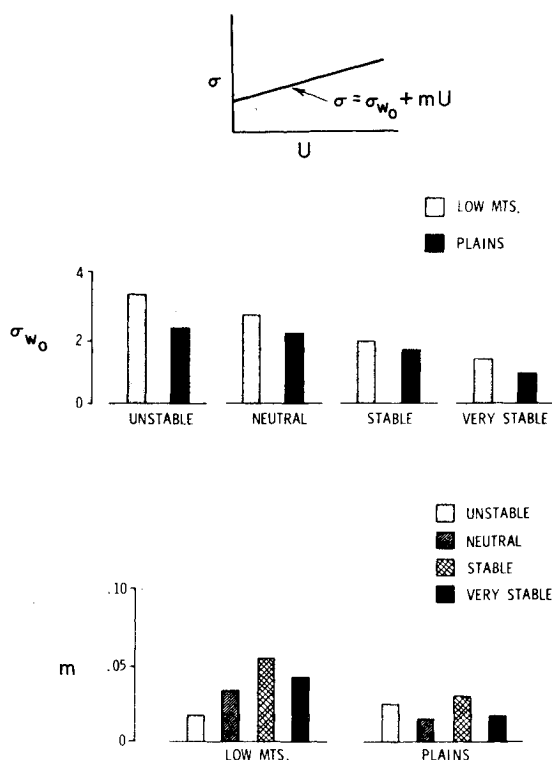 σ
σ = σw₀ + mU
U
LOW MTS.
PLAINS
4
σw₀
2
0
UNSTABLE NEUTRAL STABLE VERY STABLE
UNSTABLE
NEUTRAL
STABLE
VERY STABLE
.10
m
.05
0
LOW MTS. PLAINS